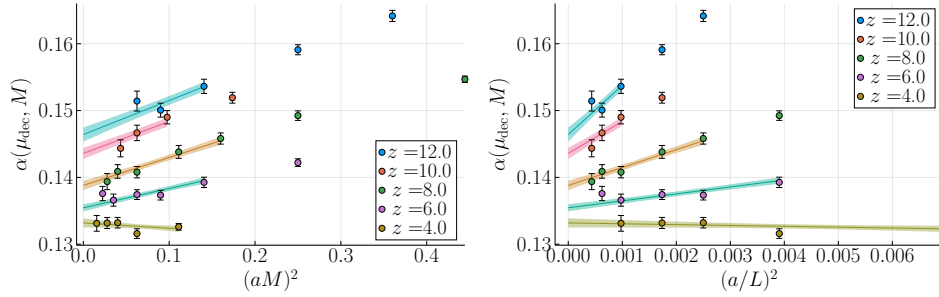 α(μ_dec, M)
0.16
0.15
0.14
0.13
z = 12.0
z = 10.0
z = 8.0
z = 6.0
z = 4.0
0.0 0.1 0.2 0.3 0.4
(aM)²
α(μ_dec, M)
0.16
0.15
0.14
0.13
z = 12.0
z = 10.0
z = 8.0
z = 6.0
z = 4.0
0.000 0.001 0.002 0.003 0.004 0.005 0.006
(a/L)²